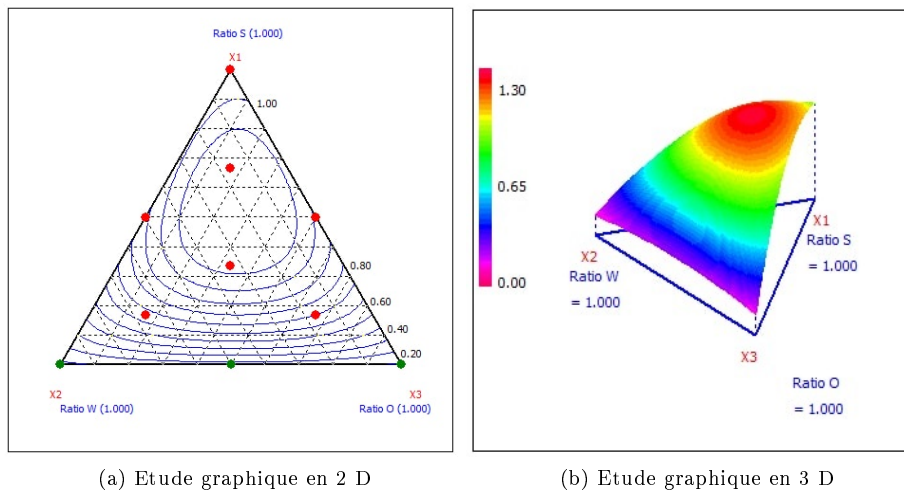 Ratio S (1.000)
X1
1.00
0.80
0.60
0.40
0.20
X2
X3
Ratio W (1.000)
Ratio O (1.000)
(a) Etude graphique en 2 D
1.30
0.65
0.00
X1
Ratio S
= 1.000
X2
Ratio W
= 1.000
X3
Ratio O
= 1.000
(b) Etude graphique en 3 D